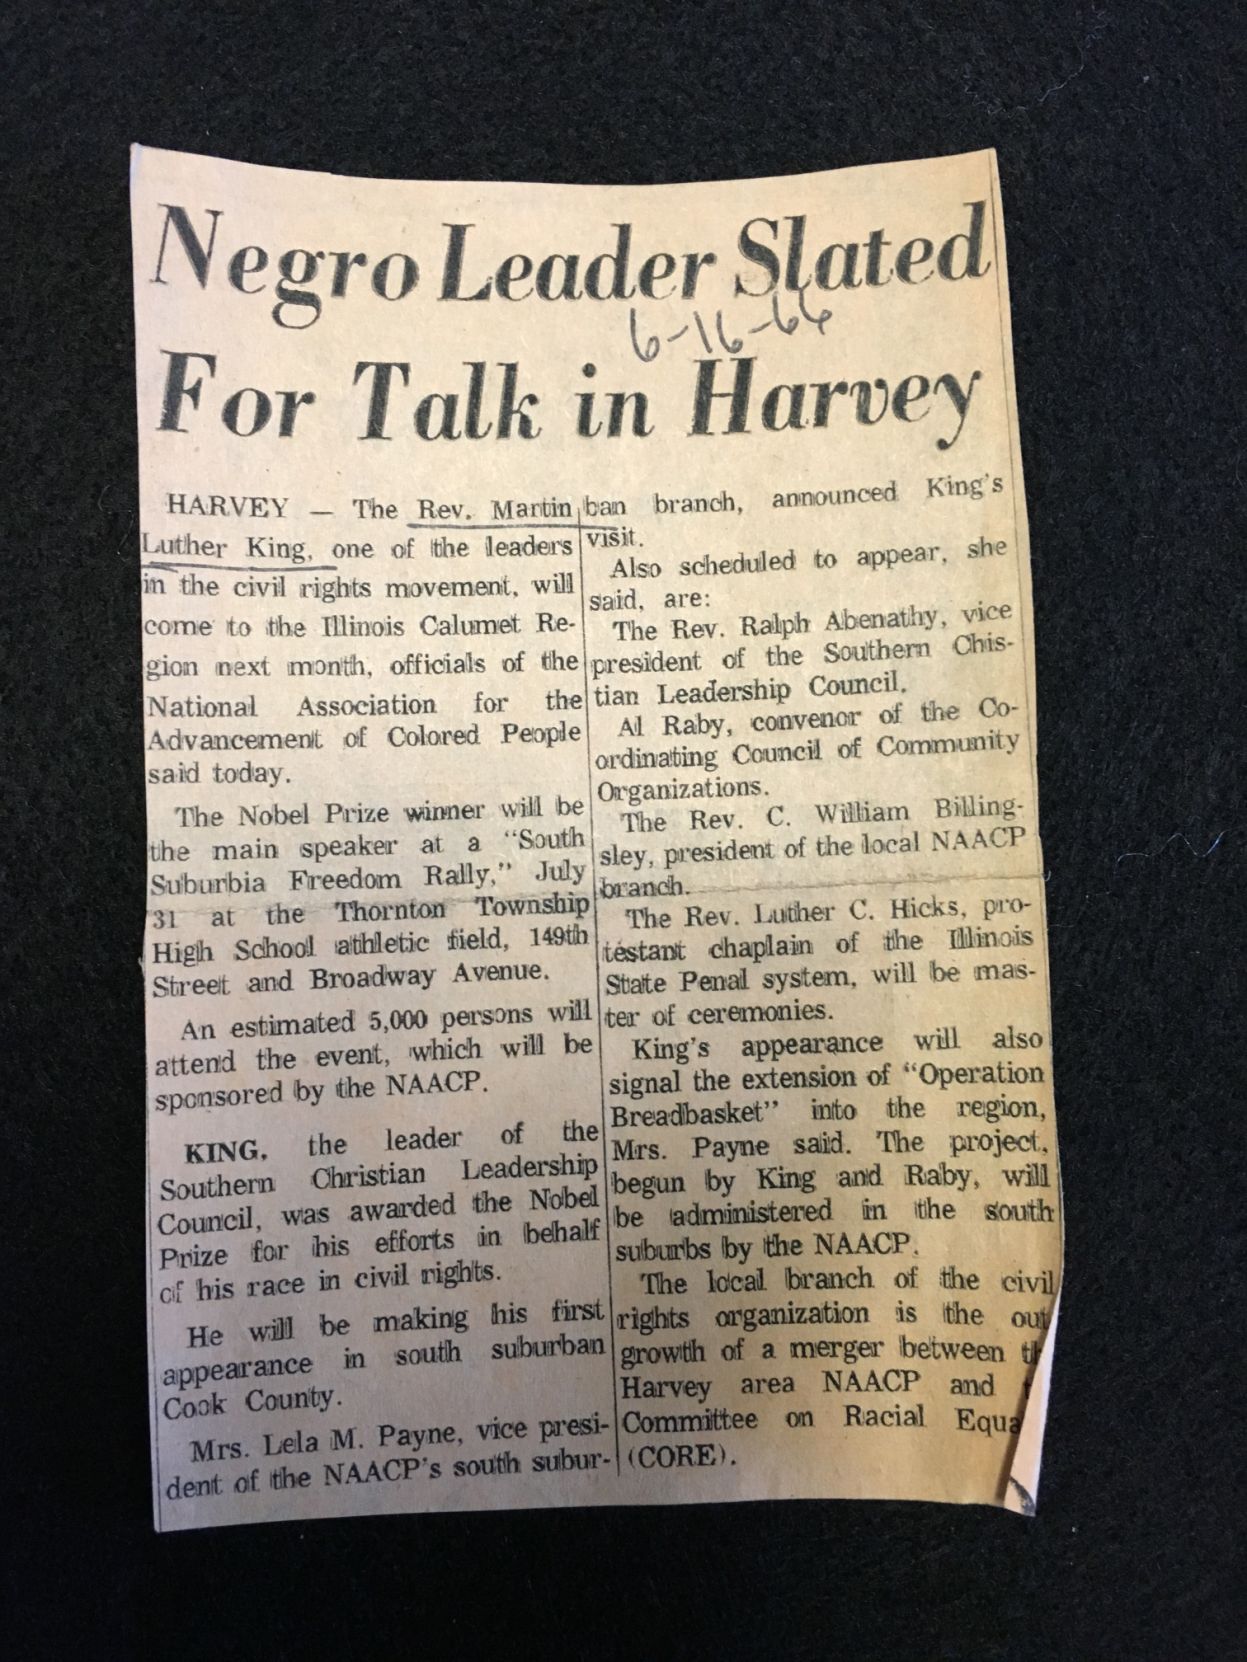 Negro Leader Slated
6-16-66
For Talk in Harvey
HARVEY — The Rev. Martin
Luther King, one of the leaders
in the civil rights movement, will
come to the Illinois Calumet Re-
gion next month, officials of the
National Association for the
Advancement of Colored People
said today.
The Nobel Prize winner will be
the main speaker at a "South
Suburbia Freedom Rally," July
31 at the Thornton Township
High School athletic field, 149th
Street and Broadway Avenue.
An estimated 5,000 persons will
attend the event, which will be
sponsored by the NAACP.
KING, the leader of the
Southern Christian Leadership
Council, was awarded the Nobel
Prize for his efforts in behalf
of his race in civil rights.
He will be making his first
appearance in south suburban
Cook County.
Mrs. Lela M. Payne, vice presi-
dent of the NAACP's south subur-
ban branch, announced King's
visit.
Also scheduled to appear, she
said, are:
The Rev. Ralph Abenathy, vice
president of the Southern Chis-
tian Leadership Council.
Al Raby, convenor of the Co-
ordinating Council of Community
Organizations.
The Rev. C. William Billing-
sley, president of the local NAACP
branch.
The Rev. Luther C. Hicks, pro-
testant chaplain of the Illinois
State Penal system, will be mas-
ter of ceremonies.
King's appearance will also
signal the extension of "Operation
Breadbasket" into the region,
Mrs. Payne said. The project,
begun by King and Raby, will
be administered in the south
suburbs by the NAACP.
The local branch of the civil
rights organization is the out
growth of a merger between
Harvey area NAACP and
Committee on Racial Equa
(CORE).